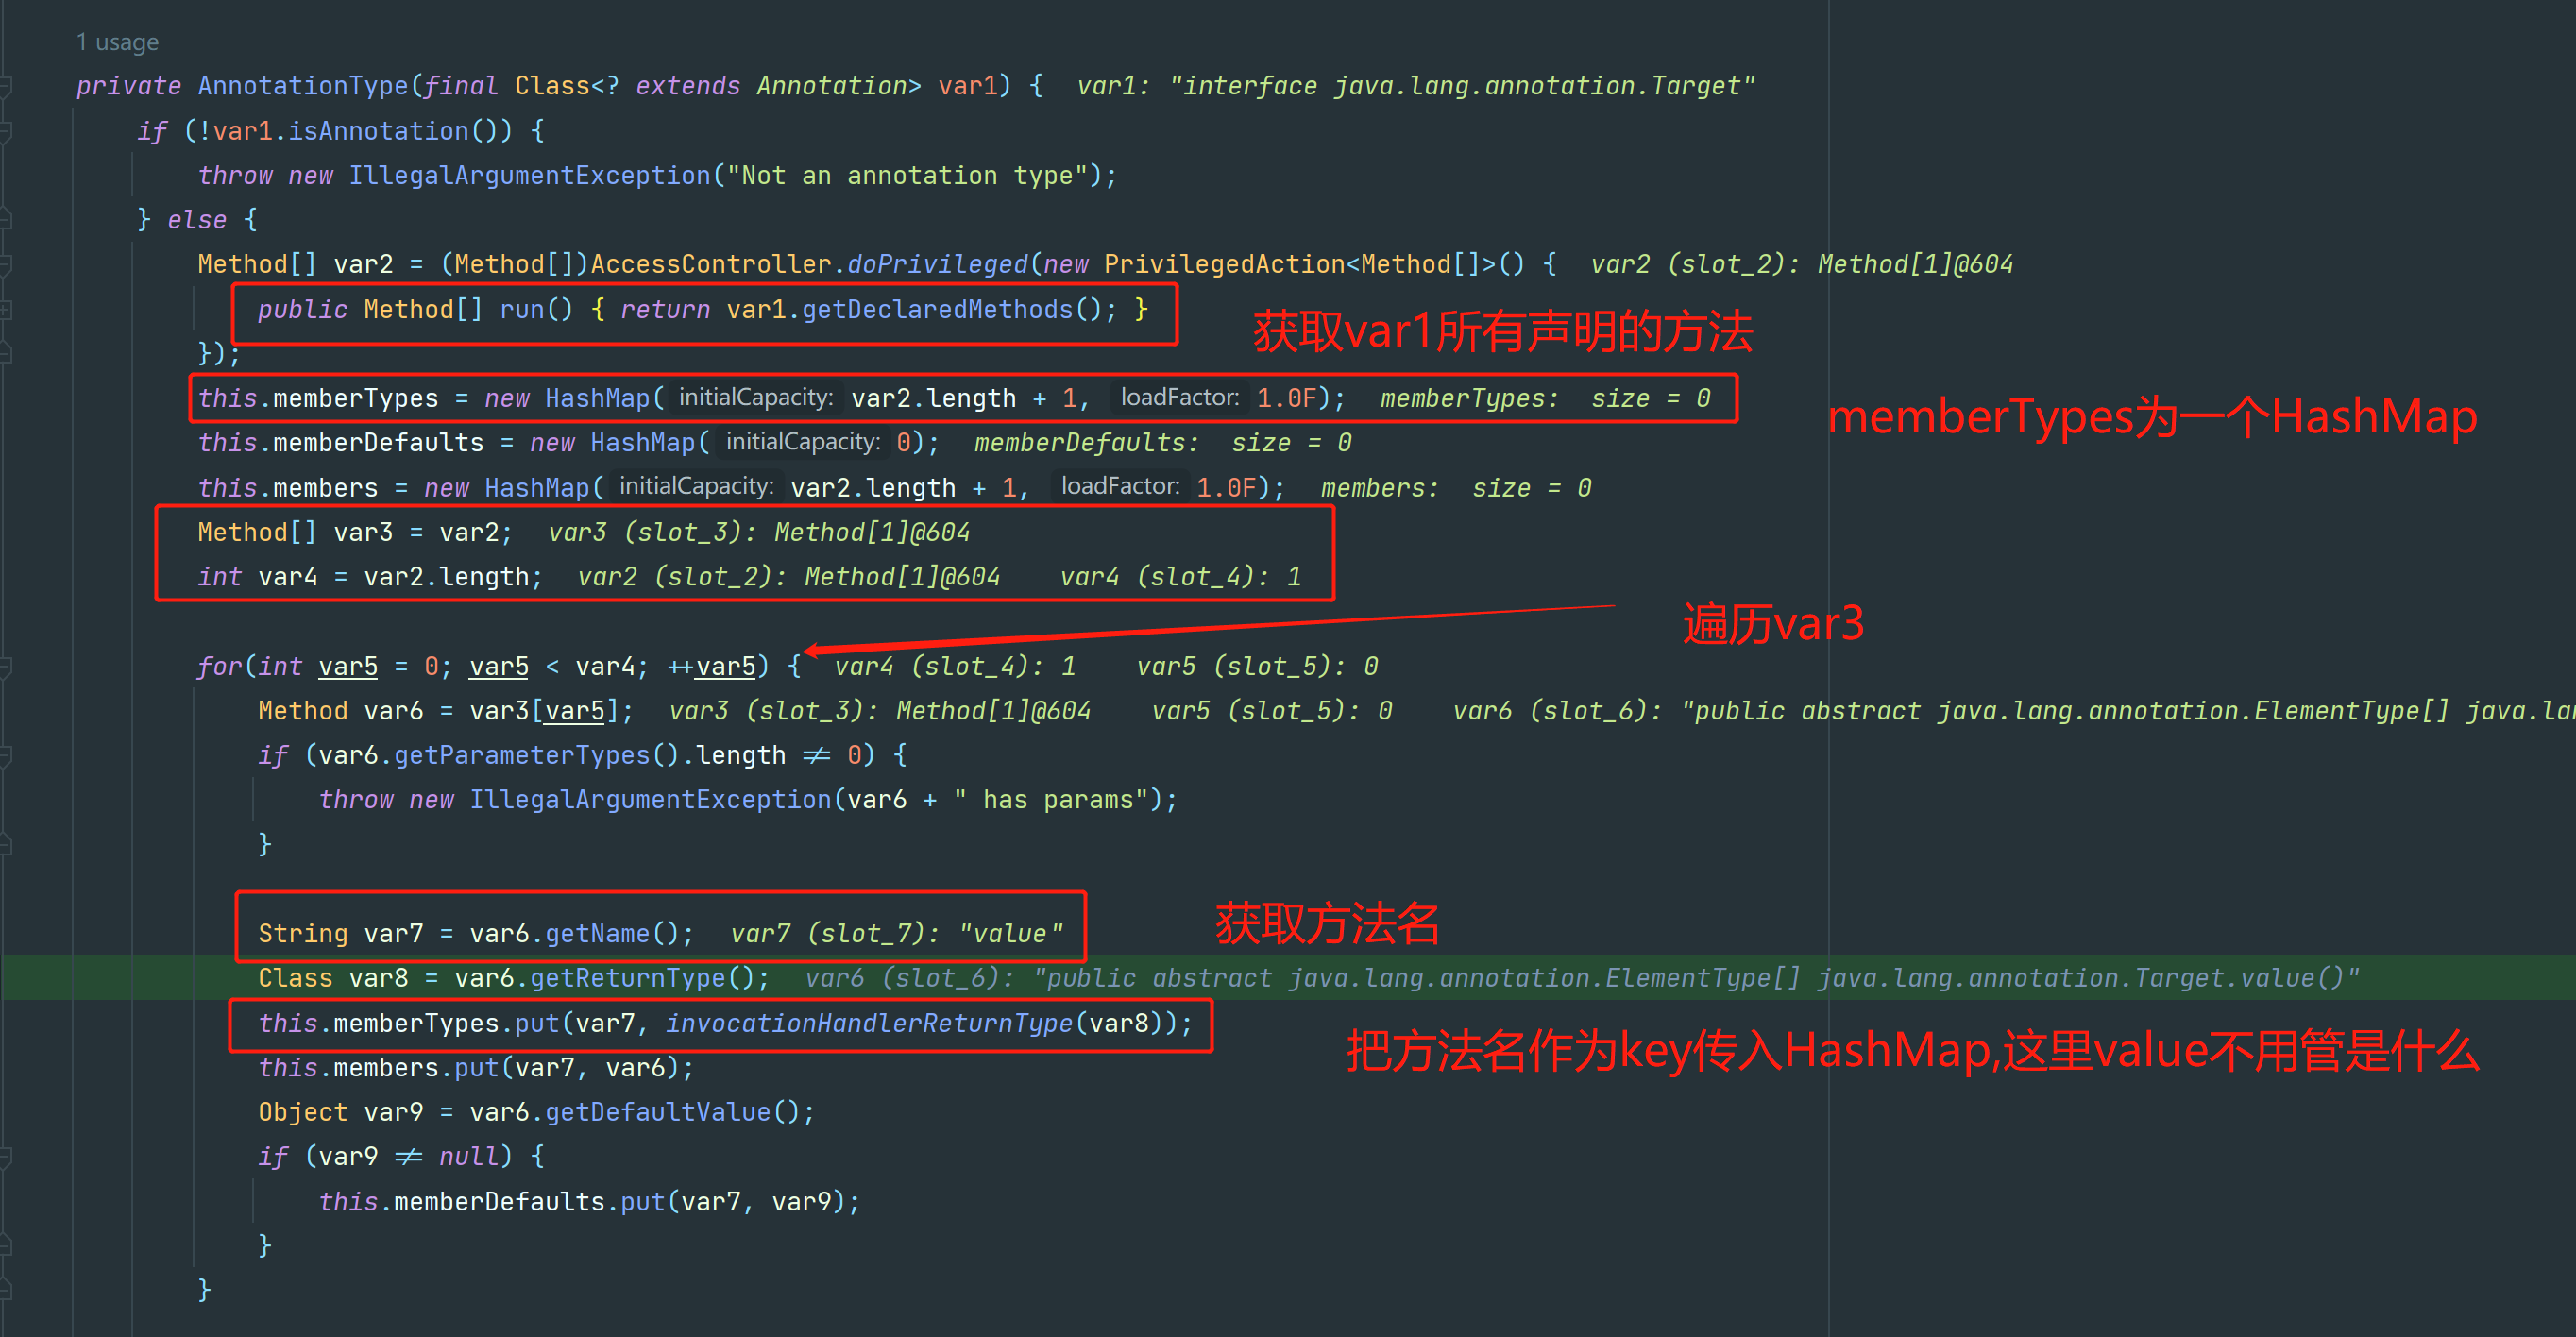 1 usage
private AnnotationType(final Class<? extends Annotation> var1) {  var1: "interface java.lang.annotation.Target"
if (!var1.isAnnotation()) {
throw new IllegalArgumentException("Not an annotation type");
} else {
Method[] var2 = (Method[])AccessController.doPrivileged(new PrivilegedAction<Method[]>() {  var2 (slot_2): Method[1]@604
public Method[] run() { return var1.getDeclaredMethods(); }
获取var1所有声明的方法
});
this.memberTypes = new HashMap( initialCapacity: var2.length + 1,  loadFactor: 1.0F);  memberTypes:  size = 0
memberTypes为一个HashMap
this.memberDefaults = new HashMap( initialCapacity: 0);  memberDefaults:  size = 0
this.members = new HashMap( initialCapacity: var2.length + 1,  loadFactor: 1.0F);  members:  size = 0
Method[] var3 = var2;  var3 (slot_3): Method[1]@604
int var4 = var2.length;  var2 (slot_2): Method[1]@604    var4 (slot_4): 1
遍历var3
for(int var5 = 0; var5 < var4; ++var5) {  var4 (slot_4): 1    var5 (slot_5): 0
Method var6 = var3[var5];  var3 (slot_3): Method[1]@604    var5 (slot_5): 0    var6 (slot_6): "public abstract java.lang.annotation.ElementType[] java.lan
if (var6.getParameterTypes().length ≠ 0) {
throw new IllegalArgumentException(var6 + " has params");
}
String var7 = var6.getName();  var7 (slot_7): "value"
获取方法名
Class var8 = var6.getReturnType();  var6 (slot_6): "public abstract java.lang.annotation.ElementType[] java.lang.annotation.Target.value()"
this.memberTypes.put(var7, invocationHandlerReturnType(var8));
把方法名作为key传入HashMap,这里value不用管是什么
this.members.put(var7, var6);
Object var9 = var6.getDefaultValue();
if (var9 ≠ null) {
this.memberDefaults.put(var7, var9);
}
}